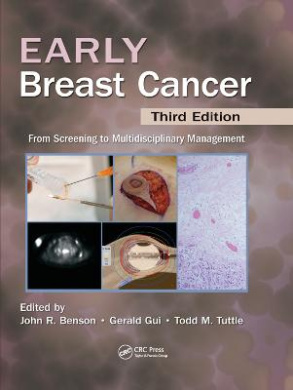 EARLY
Breast Cancer
Third Edition
From Screening to Multidisciplinary Management
Edited by
John R. Benson • Gerald Gui • Todd M. Tuttle
CRC Press
Taylor & Francis Group